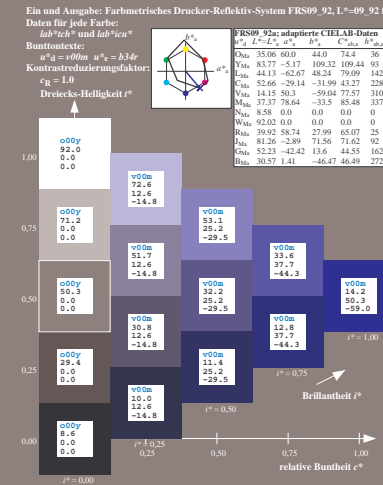 Ein und Ausgabe: Farbmetrisches Drucker-Reflektiv-System FRS09_92, L*=09_92
Daten für jede Farbe:
lab*tch* und lab*icu*
Bunttexte:
u*d = v00m u*e = b34r
Kontrastreduzierungsfaktor:
cR = 1.0
Dreiecks-Helligkeit t*
b*a
a*a
FRS09_92a; adaptierte CIELAB-Daten
u*d L*=L*a a*a b*a C*ab,a h*ab,a
OMa 35.06 60.0 44.0 74.4 36
YMa 83.77 -5.17 109.32 109.44 93
LMa 44.13 -62.67 48.24 79.09 142
CMa 52.66 -29.14 -31.99 43.27 228
VMa 14.15 50.3 -59.04 77.57 310
MMa 37.37 78.64 -33.5 85.48 337
NMa 8.58 0.0 0.0 0.0 0
WMa 92.02 0.0 0.0 0.0 0
RMa 39.92 58.74 27.99 65.07 25
JMa 81.26 -2.89 71.56 71.62 92
GMa 52.23 -42.42 13.6 44.55 162
BMa 30.57 1.41 -46.47 46.49 272
1,00
o00y
92.0
0.0
0.0
v00m
72.6
12.6
-14.8
0,75
o00y
71.2
0.0
0.0
v00m
53.1
25.2
-29.5
v00m
51.7
12.6
-14.8
v00m
33.6
37.7
-44.3
0,50
o00y
50.3
0.0
0.0
v00m
32.2
25.2
-29.5
v00m
14.2
50.3
-59.0
v00m
30.8
12.6
-14.8
v00m
12.8
37.7
-44.3
i* = 1,00
0,25
o00y
29.4
0.0
0.0
v00m
11.4
25.2
-29.5
i* = 0,75
Brillantheit i*
v00m
10.0
12.6
-14.8
i* = 0,50
0,00
o00y
8.6
0.0
0.0
i* = 0,25
0,25 0,50 0,75 1,00
relative Buntheit c*
i* = 0,00